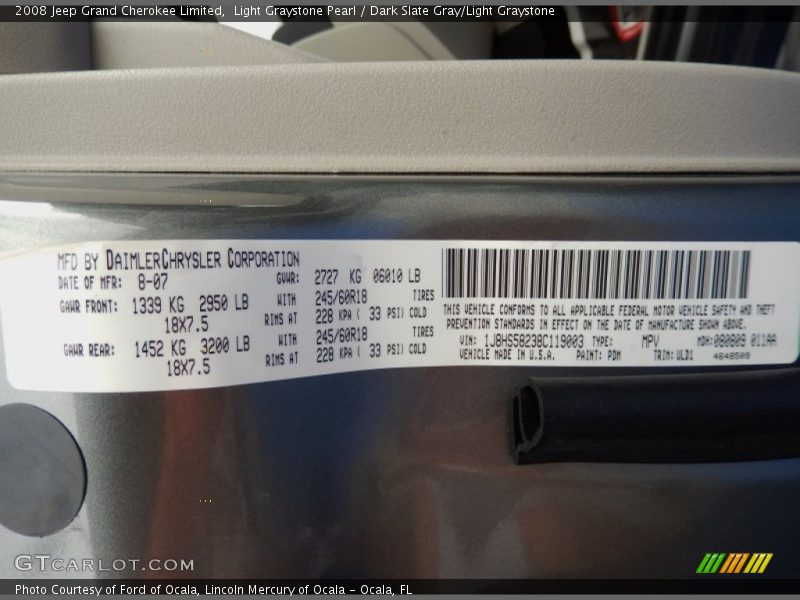 2008 Jeep Grand Cherokee Limited,  Light Graystone Pearl / Dark Slate Gray/Light Graystone
MFD BY DAIMLERCHRYSLER CORPORATION
DATE OF MFR: 8-07 GVWR: 2727 KG 06010 LB
GAWR FRONT: 1339 KG 2950 LB WITH 245/60R18 TIRES
18X7.5 RIMS AT 228 KPA ( 33 PSI) COLD
GAWR REAR: 1452 KG 3200 LB WITH 245/60R18 TIRES
18X7.5 RIMS AT 228 KPA ( 33 PSI) COLD
THIS VEHICLE CONFORMS TO ALL APPLICABLE FEDERAL MOTOR VEHICLE SAFETY AND THEFT
PREVENTION STANDARDS IN EFFECT ON THE DATE OF MANUFACTURE SHOWN ABOVE.
VIN: 1J8HS58238C119003 TYPE: MPV MDH: 080809 011AA
VEHICLE MADE IN U.S.A. PAINT: PDM TRIM: ULD1 4648509
GTCARLOT.COM
Photo Courtesy of Ford of Ocala, Lincoln Mercury of Ocala - Ocala, FL